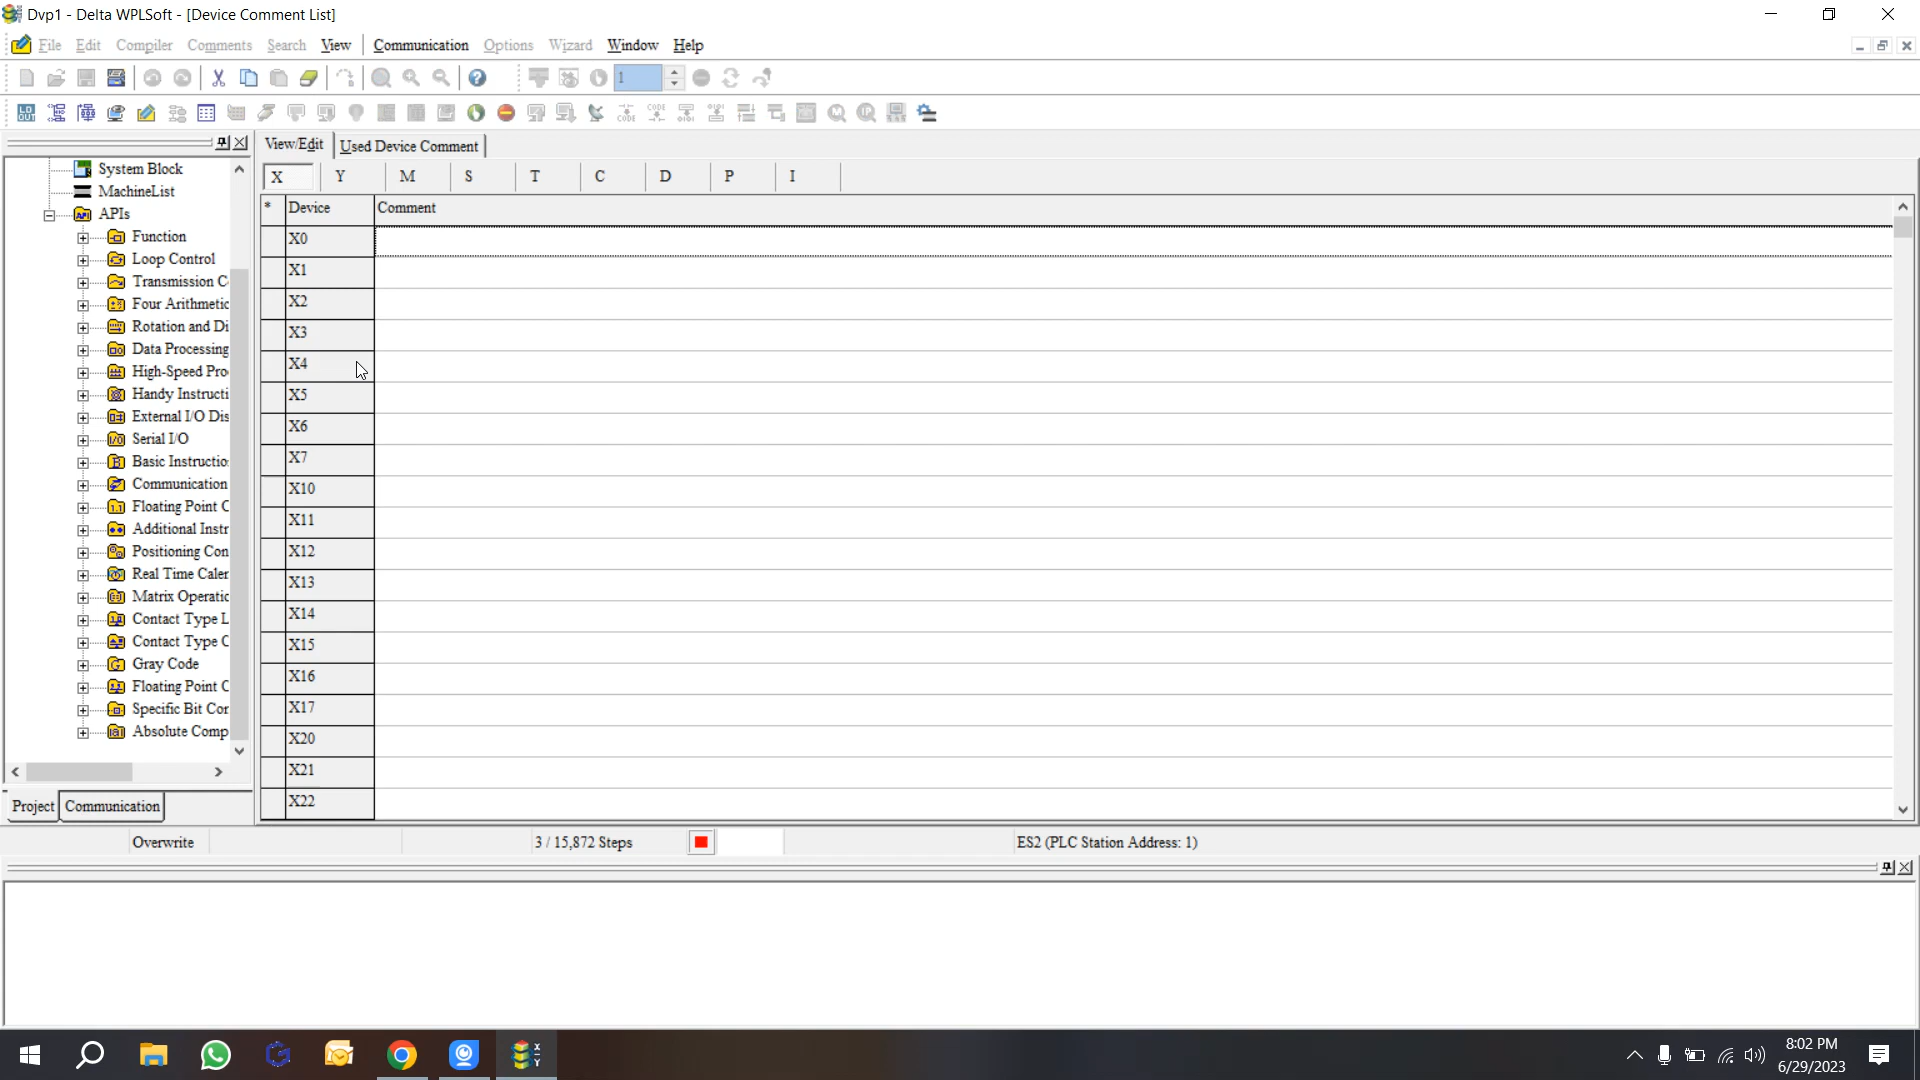 Dvp1 - Delta WPLSoft - [Device Comment List]
File Edit Compiler Comments Search View Communication Options Wizard Window Help
1
View/Edit Used Device Comment
System Block
MachineList
APIs
Function
Loop Control
Transmission C
Four Arithmetic
Rotation and Di
Data Processing
High-Speed Pro
Handy Instructi
External I/O Dis
Serial I/O
Basic Instructio
Communication
Floating Point C
Additional Instr
Positioning Con
Real Time Caler
Matrix Operatic
Contact Type L
Contact Type C
Gray Code
Floating Point C
Specific Bit Cor
Absolute Comp
Project Communication
X Y M S T C D P I
* Device Comment
X0
X1
X2
X3
X4
X5
X6
X7
X10
X11
X12
X13
X14
X15
X16
X17
X20
X21
X22
Overwrite 3 / 15,872 Steps ES2 (PLC Station Address: 1)
8:02 PM
6/29/2023